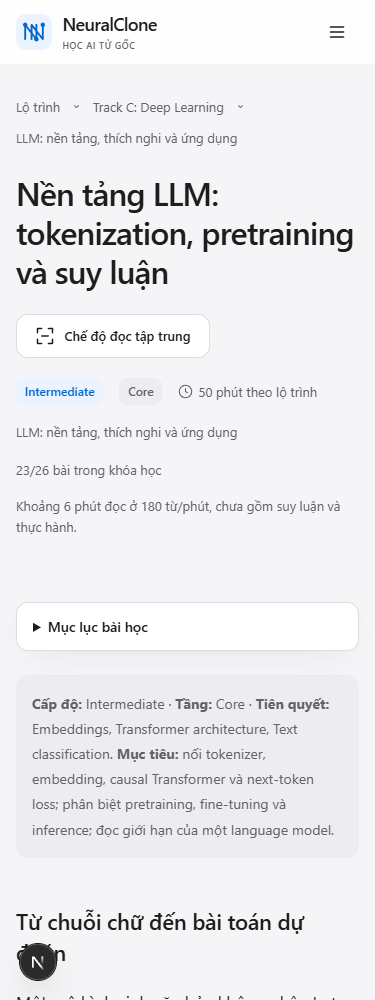 NeuralClone
HỌC AI TỪ GỐC
Lộ trình
Track C: Deep Learning
LLM: nền tảng, thích nghi và ứng dụng
Nền tảng LLM:
tokenization, pretraining
và suy luận
Chế độ đọc tập trung
Intermediate
Core
50 phút theo lộ trình
LLM: nền tảng, thích nghi và ứng dụng
23/26 bài trong khóa học
Khoảng 6 phút đọc ở 180 từ/phút, chưa gồm suy luận và
thực hành.
Mục lục bài học
Cấp độ: Intermediate · Tầng: Core · Tiên quyết:
Embeddings, Transformer architecture, Text
classification. Mục tiêu: nối tokenizer,
embedding, causal Transformer và next-token
loss; phân biệt pretraining, fine-tuning và
inference; đọc giới hạn của một language model.
Từ chuỗi chữ đến bài toán dự
N